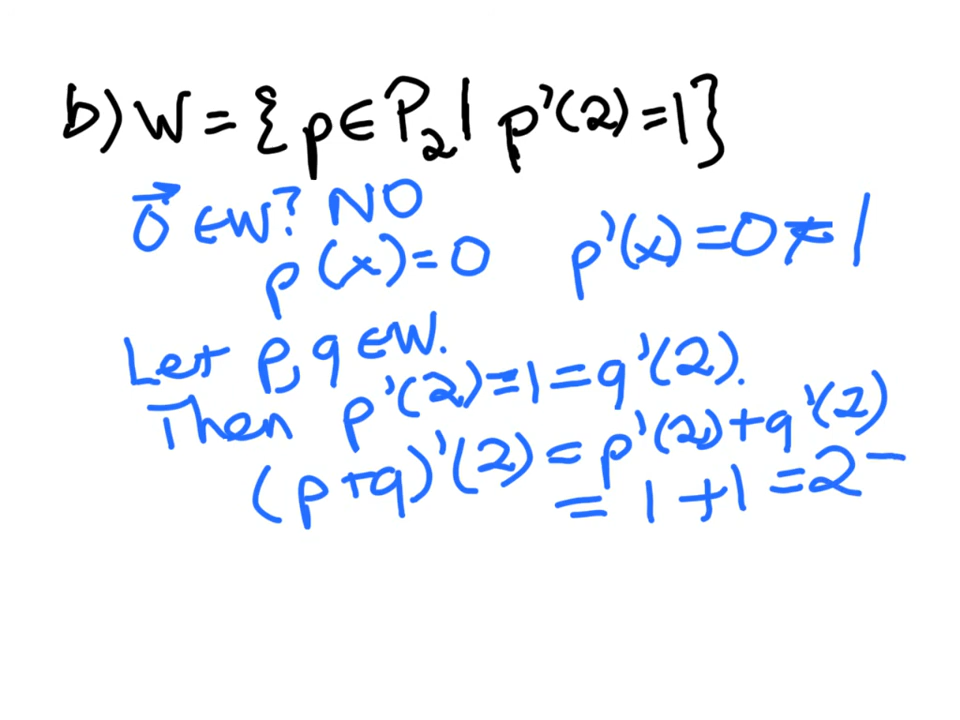 b) W = {p ∈ P₂ | p'(2) = 1}
0⃗ ∈ W? NO
p(x) = 0 p'(x) = 0 ≠ 1
Let p, q ∈ W.
Then p'(2) = 1 = q'(2).
(p+q)'(2) = p'(2) + q'(2)
= 1 + 1 = 2 –